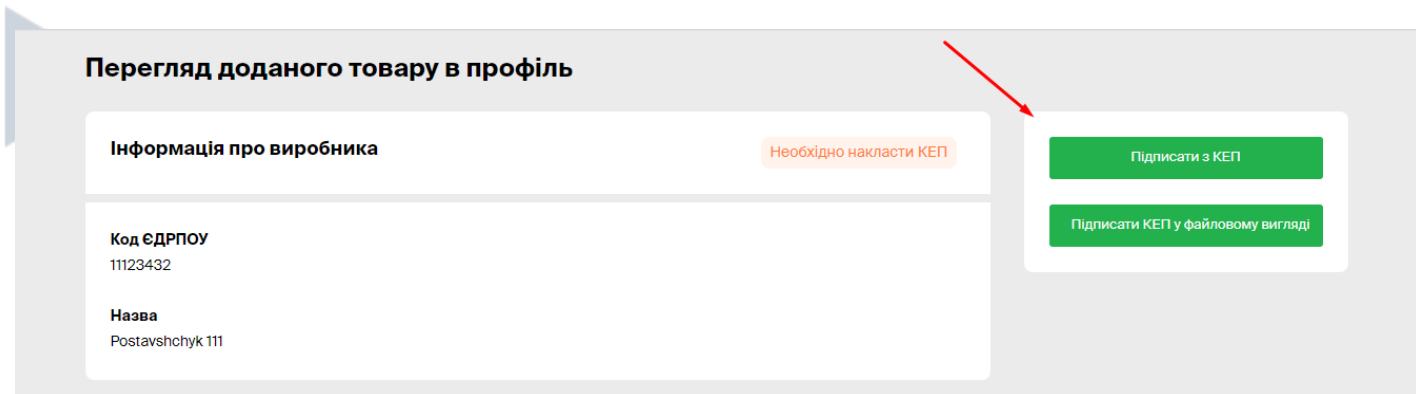 Перегляд доданого товару в профіль
Інформація про виробника
Необхідно накласти КЕП
Підписати з КЕП
Підписати КЕП у файловому вигляді
Код ЄДРПОУ
11123432
Назва
Postavshchyk 111